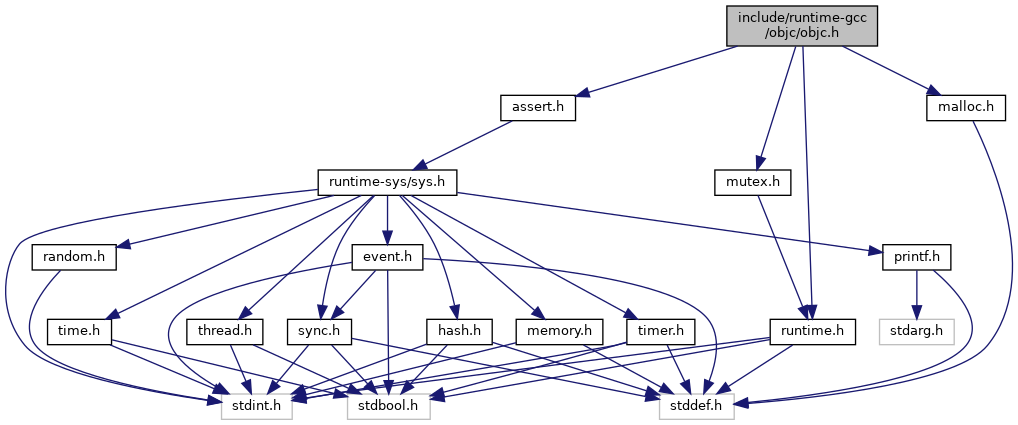 include/runtime-gcc
/objc/objc.h
assert.h
malloc.h
runtime-sys/sys.h
mutex.h
random.h
event.h
printf.h
time.h
thread.h
sync.h
hash.h
memory.h
timer.h
runtime.h
stdarg.h
stdint.h
stdbool.h
stddef.h